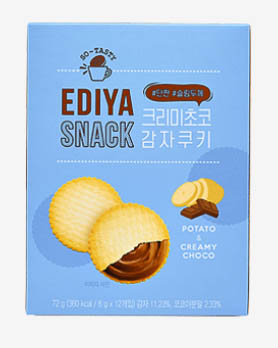 SO-TASTY
EDIYA
SNACK
#단짠 #슬림두께
크리미초코
감자쿠키
POTATO
&
CREAMY
CHOCO
72 g (360 kcal / 6 g X 12개입) 감자 11.23%, 코코아분말 2.33%